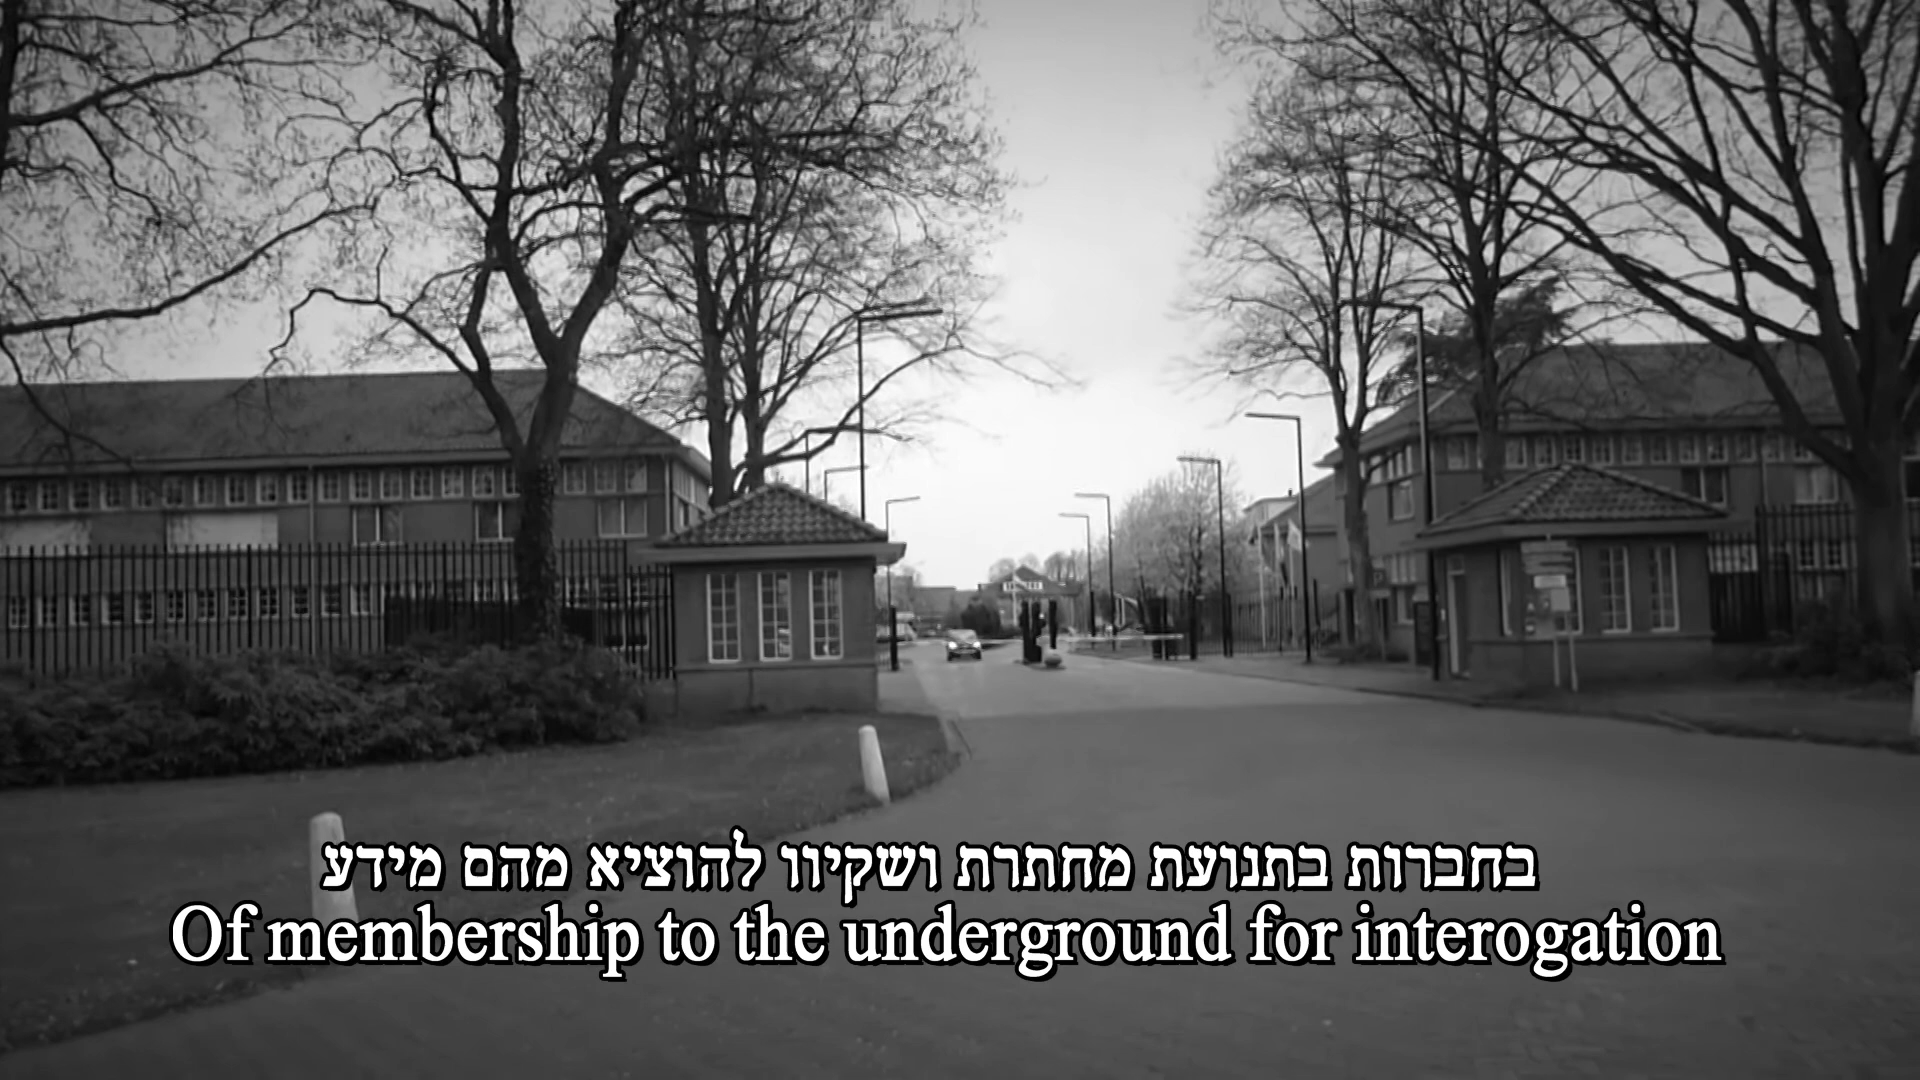 בחברות בתנועת מחתרת ושקיוו להוציא מהם מידע
Of membership to the underground for interogation